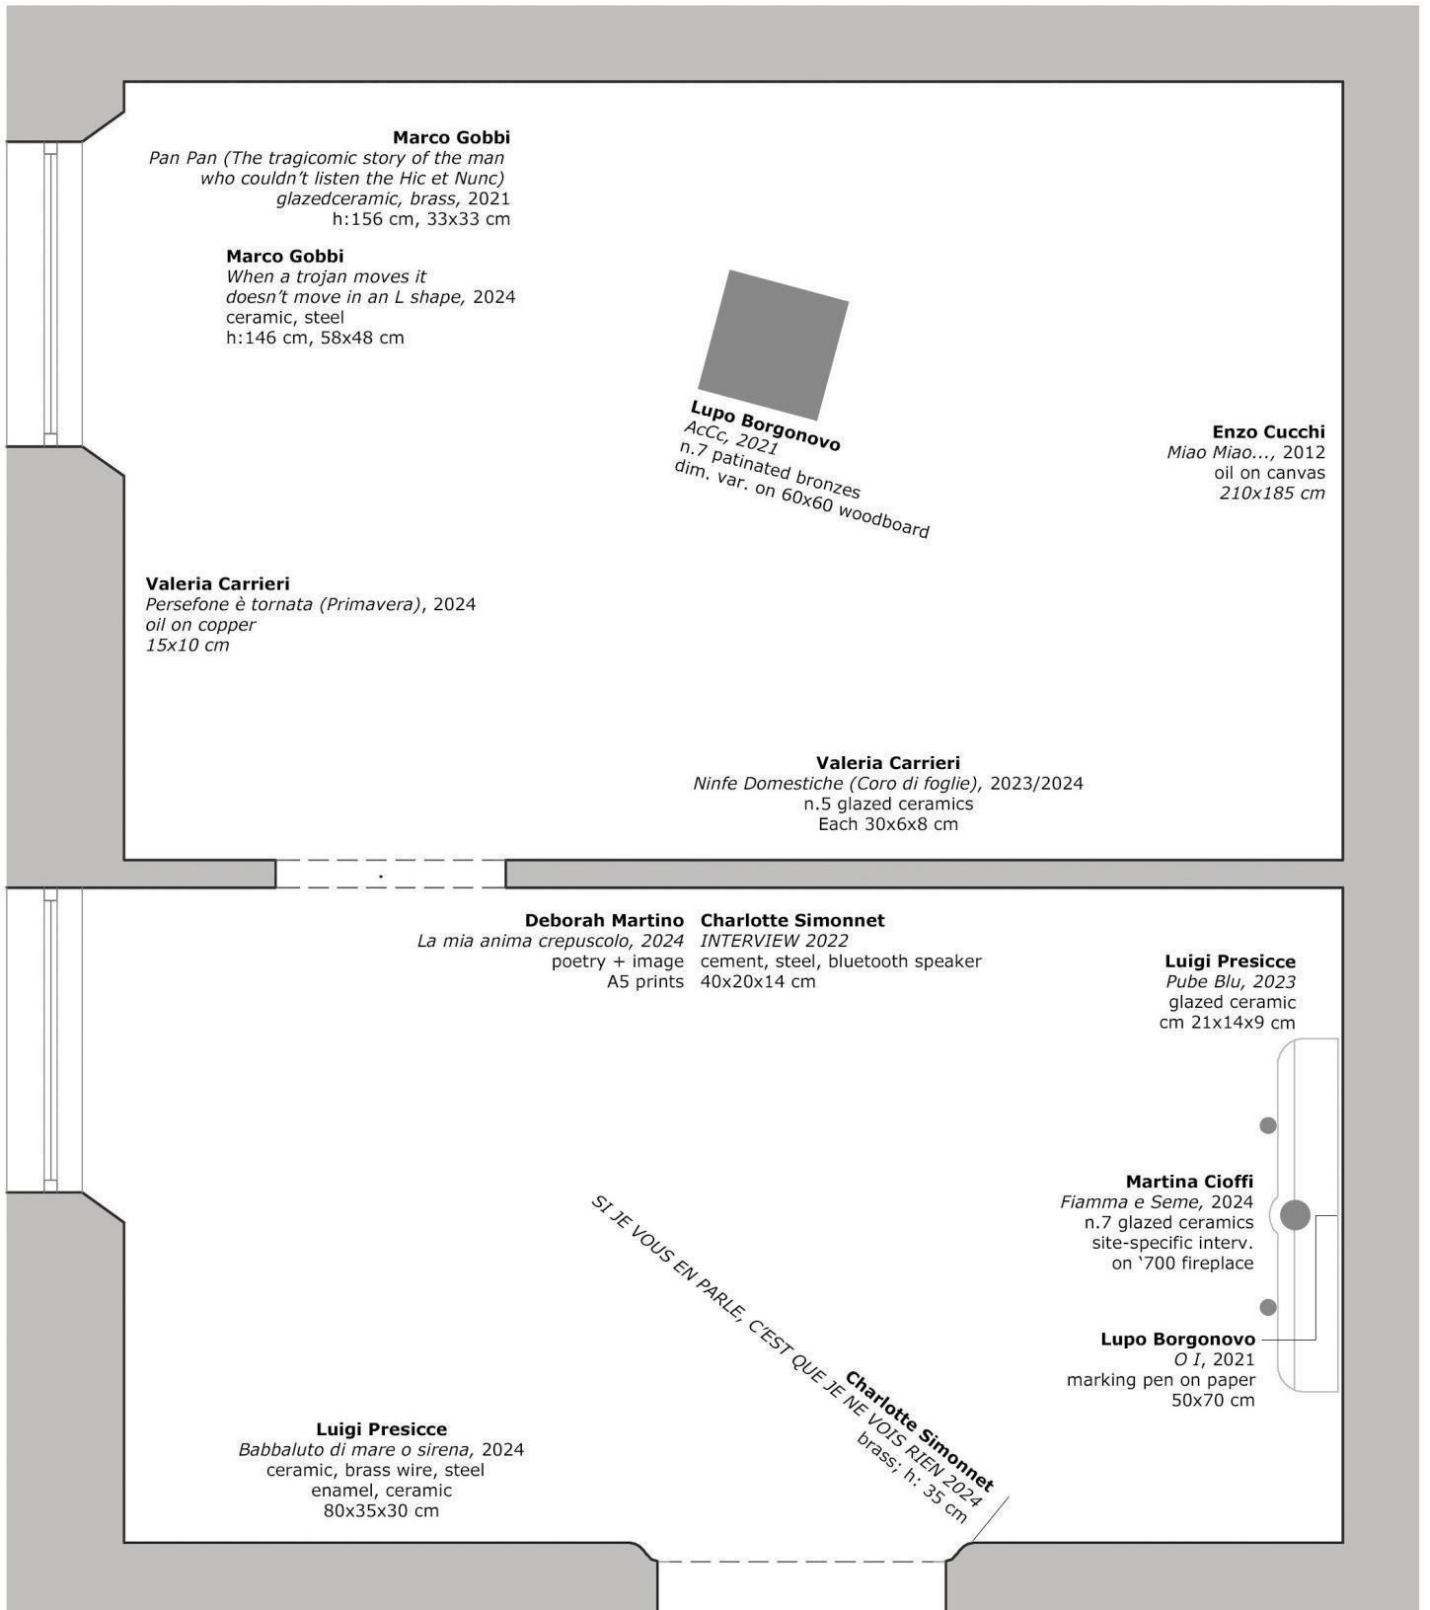 Marco Gobbi
Pan Pan (The tragicomic story of the man
who couldn’t listen the Hic et Nunc)
glazedceramic, brass, 2021
h:156 cm, 33x33 cm
Marco Gobbi
When a trojan moves it
doesn’t move in an L shape, 2024
ceramic, steel
h:146 cm, 58x48 cm
Lupo Borgonovo
AcCc, 2021
n.7 patinated bronzes
dim. var. on 60x60 woodboard
Enzo Cucchi
Miao Miao..., 2012
oil on canvas
210x185 cm
Valeria Carrieri
Persefone è tornata (Primavera), 2024
oil on copper
15x10 cm
Valeria Carrieri
Ninfe Domestiche (Coro di foglie), 2023/2024
n.5 glazed ceramics
Each 30x6x8 cm
Deborah Martino
La mia anima crepuscolo, 2024
poetry + image
A5 prints
Charlotte Simonnet
INTERVIEW 2022
cement, steel, bluetooth speaker
40x20x14 cm
Luigi Presicce
Pube Blu, 2023
glazed ceramic
cm 21x14x9 cm
Martina Cioffi
Fiamma e Seme, 2024
n.7 glazed ceramics
site-specific interv.
on ‘700 fireplace
Lupo Borgonovo
O I, 2021
marking pen on paper
50x70 cm
Charlotte Simonnet
SI JE VOUS EN PARLE, C’EST QUE JE NE VOIS RIEN 2024
brass; h: 35 cm
Luigi Presicce
Babbaluto di mare o sirena, 2024
ceramic, brass wire, steel
enamel, ceramic
80x35x30 cm